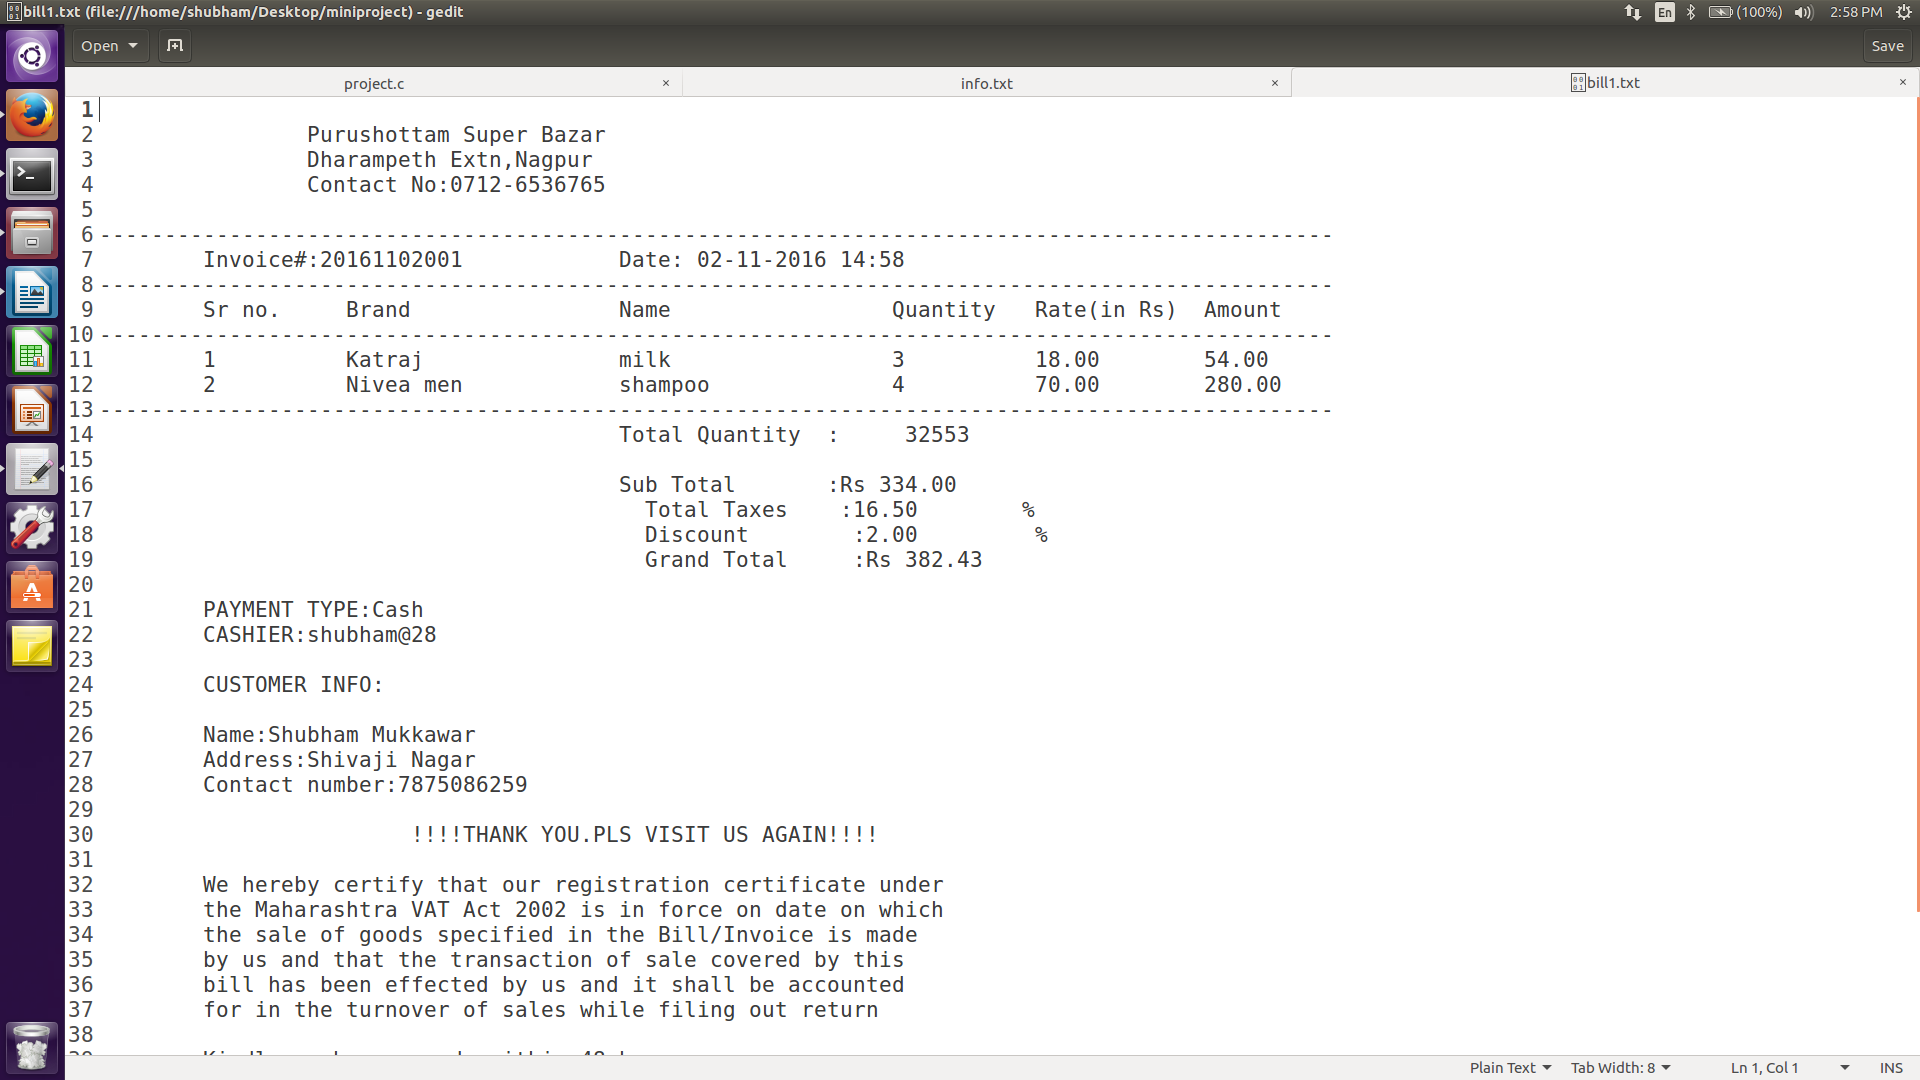 bill1.txt (file:///home/shubham/Desktop/miniproject) - gedit
En (100%) 2:58 PM
Open Save
project.c × info.txt × bill1.txt ×
1
2 Purushottam Super Bazar
3 Dharampeth Extn,Nagpur
4 Contact No:0712-6536765
5
6 -----------------------------------------------------------------------------------------------
7 Invoice#:20161102001 Date: 02-11-2016 14:58
8 -----------------------------------------------------------------------------------------------
9 Sr no. Brand Name Quantity Rate(in Rs) Amount
10 -----------------------------------------------------------------------------------------------
11 1 Katraj milk 3 18.00 54.00
12 2 Nivea men shampoo 4 70.00 280.00
13 -----------------------------------------------------------------------------------------------
14 Total Quantity : 32553
15
16 Sub Total :Rs 334.00
17 Total Taxes :16.50 %
18 Discount :2.00 %
19 Grand Total :Rs 382.43
20
21 PAYMENT TYPE:Cash
22 CASHIER:shubham@28
23
24 CUSTOMER INFO:
25
26 Name:Shubham Mukkawar
27 Address:Shivaji Nagar
28 Contact number:7875086259
29
30 !!!!THANK YOU.PLS VISIT US AGAIN!!!!
31
32 We hereby certify that our registration certificate under
33 the Maharashtra VAT Act 2002 is in force on date on which
34 the sale of goods specified in the Bill/Invoice is made
35 by us and that the transaction of sale covered by this
36 bill has been effected by us and it shall be accounted
37 for in the turnover of sales while filing out return
38
Plain Text Tab Width: 8 Ln 1, Col 1 INS